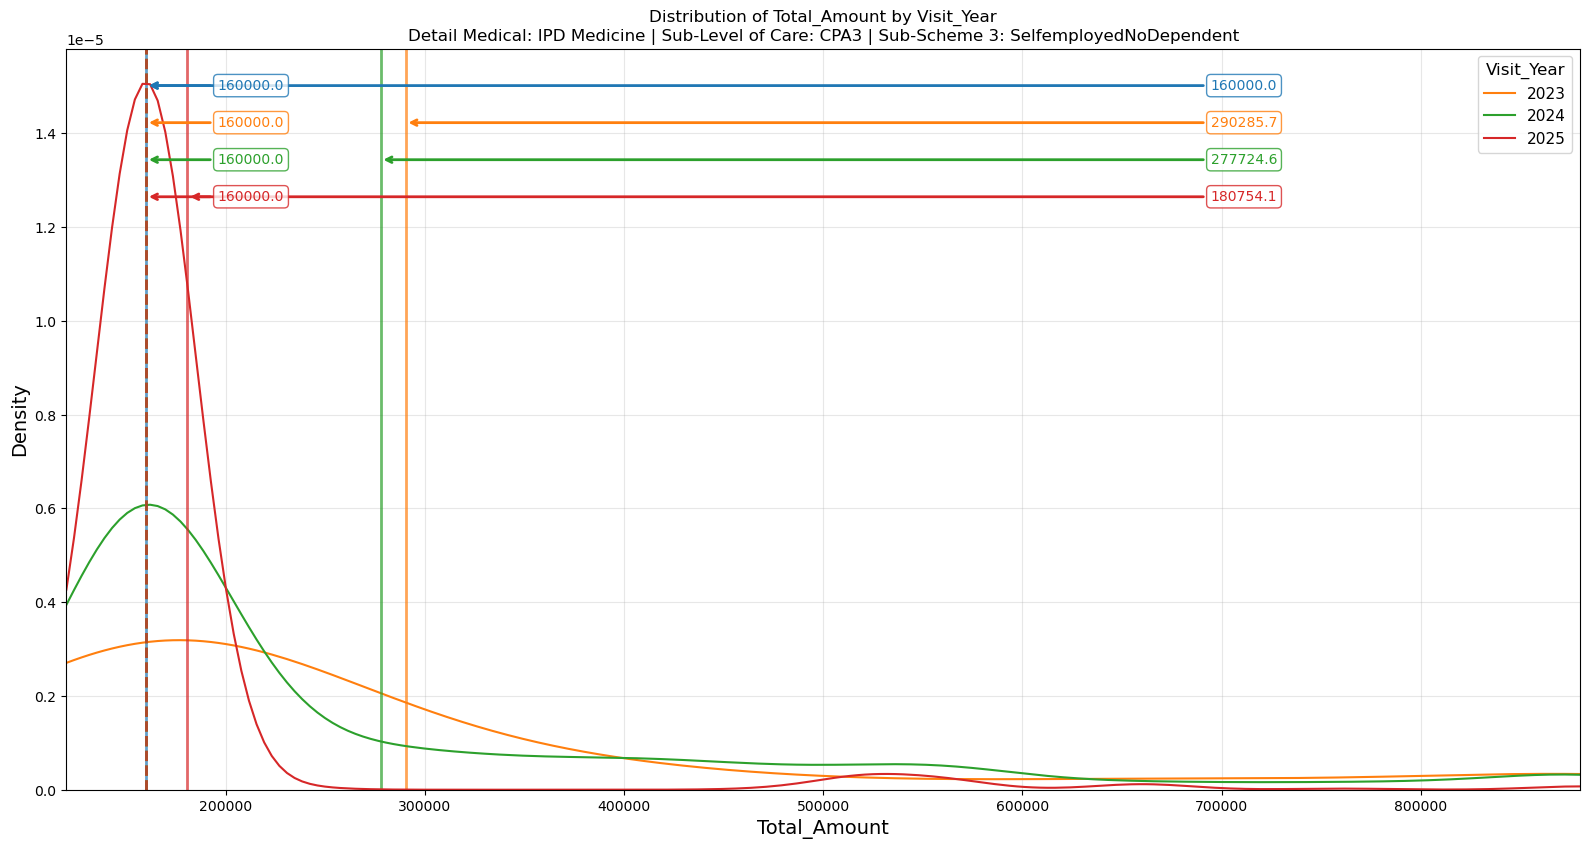 Distribution of Total_Amount by Visit_Year
Detail Medical: IPD Medicine | Sub-Level of Care: CPA3 | Sub-Scheme 3: SelfemployedNoDependent
1e−5
Visit_Year
2023
2024
2025
160000.0 160000.0
160000.0 290285.7
160000.0 277724.6
160000.0 180754.1
1.4
1.2
1.0
0.8
0.6
0.4
0.2
0.0
Density
200000 300000 400000 500000 600000 700000 800000
Total_Amount